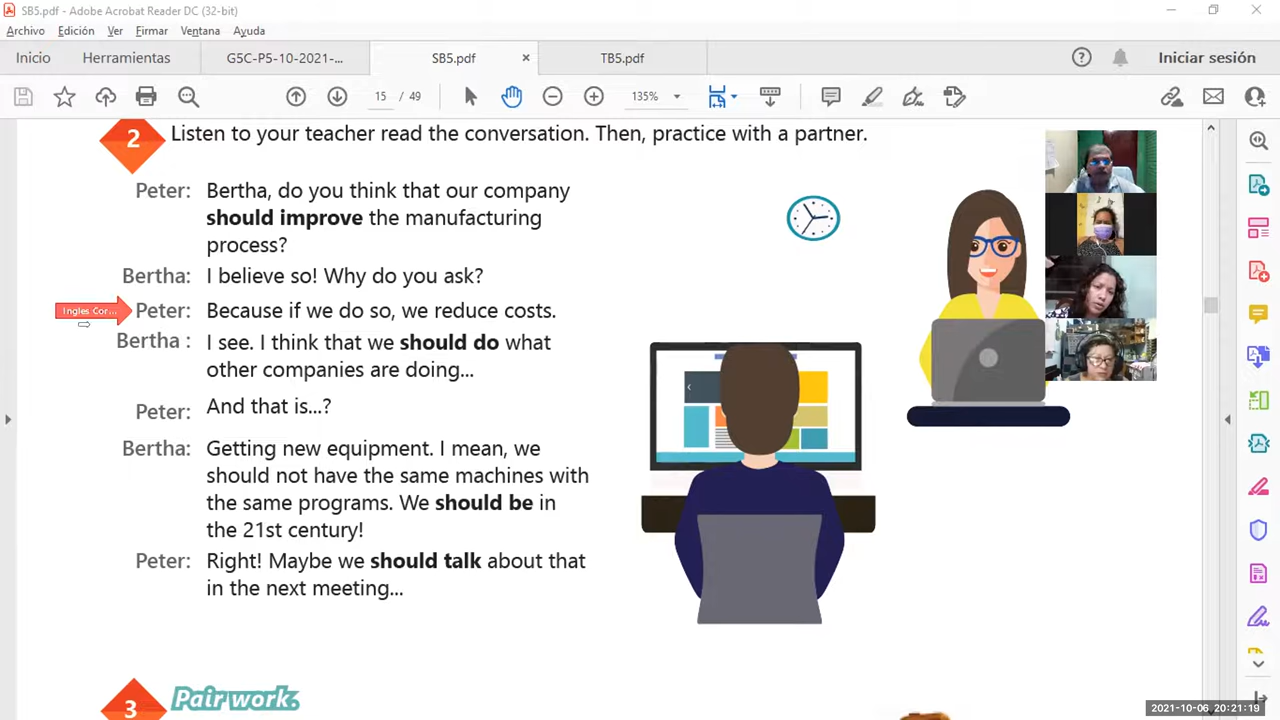 SB5.pdf - Adobe Acrobat Reader DC (32-bit)
Archivo Edición Ver Firmar Ventana Ayuda
Inicio Herramientas G5C-P5-10-2021-... SB5.pdf × TB5.pdf Iniciar sesión
15 / 49 135%
2 Listen to your teacher read the conversation. Then, practice with a partner.
Peter: Bertha, do you think that our company
should improve the manufacturing
process?
Bertha: I believe so! Why do you ask?
Ingles Cor... Peter: Because if we do so, we reduce costs.
Bertha : I see. I think that we should do what
other companies are doing...
Peter: And that is...?
Bertha: Getting new equipment. I mean, we
should not have the same machines with
the same programs. We should be in
the 21st century!
Peter: Right! Maybe we should talk about that
in the next meeting...
3 Pair work.
2021-10-06 20:21:19